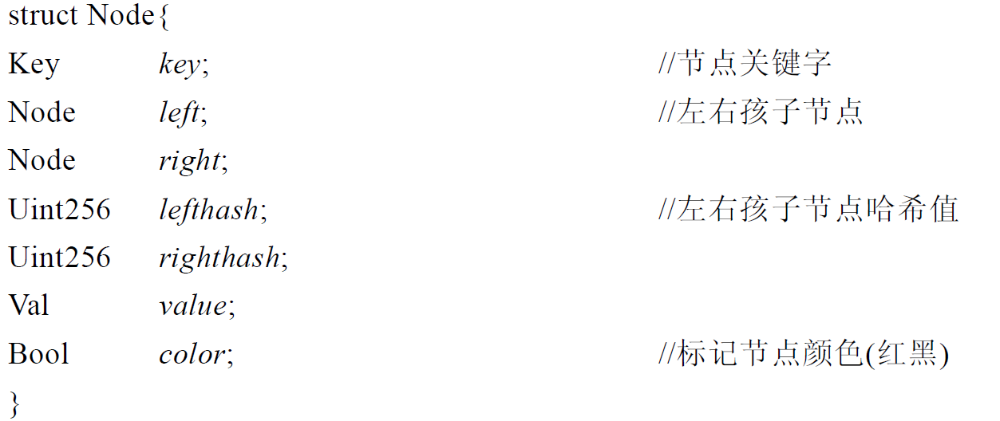 struct Node{
Key key; //节点关键字
Node left; //左右孩子节点
Node right;
Uint256 lefthash; //左右孩子节点哈希值
Uint256 righthash;
Val value;
Bool color; //标记节点颜色(红黑)
}